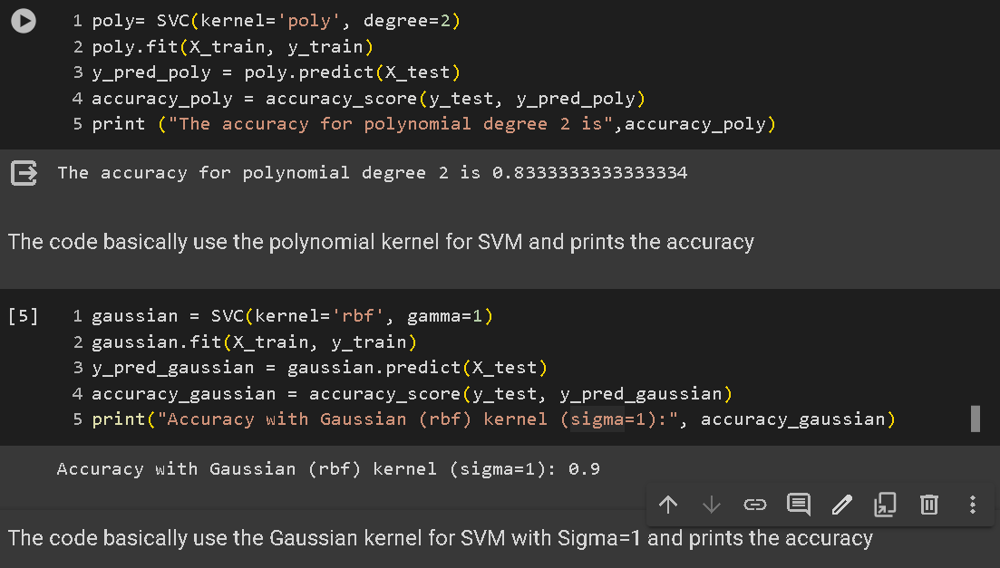 1 poly= SVC(kernel='poly', degree=2)
2 poly.fit(X_train, y_train)
3 y_pred_poly = poly.predict(X_test)
4 accuracy_poly = accuracy_score(y_test, y_pred_poly)
5 print ("The accuracy for polynomial degree 2 is",accuracy_poly)
The accuracy for polynomial degree 2 is 0.8333333333333334
The code basically use the polynomial kernel for SVM and prints the accuracy
[5] 1 gaussian = SVC(kernel='rbf', gamma=1)
2 gaussian.fit(X_train, y_train)
3 y_pred_gaussian = gaussian.predict(X_test)
4 accuracy_gaussian = accuracy_score(y_test, y_pred_gaussian)
5 print("Accuracy with Gaussian (rbf) kernel (sigma=1):", accuracy_gaussian)
Accuracy with Gaussian (rbf) kernel (sigma=1): 0.9
The code basically use the Gaussian kernel for SVM with Sigma=1 and prints the accuracy